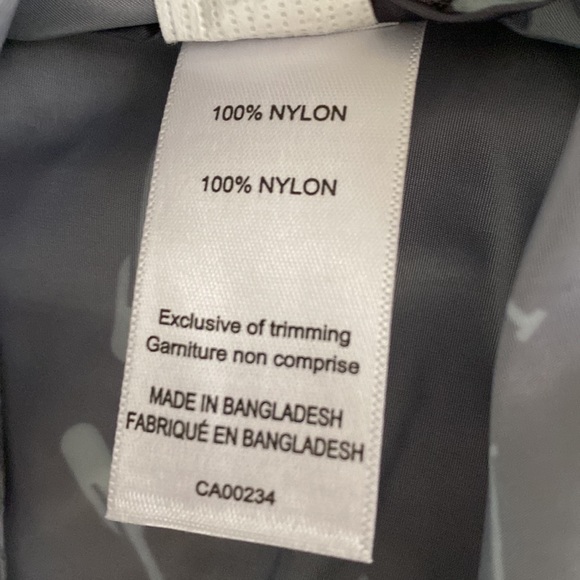 100% NYLON
100% NYLON
Exclusive of trimming
Garniture non comprise
MADE IN BANGLADESH
FABRIQUÉ EN BANGLADESH
CA00234